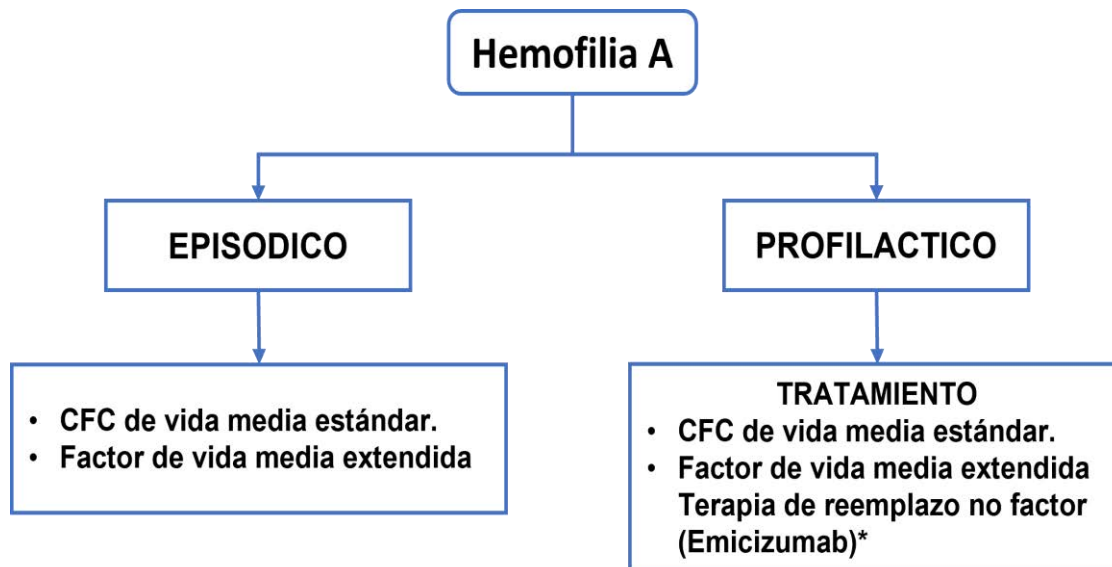 Hemofilia A
EPISODICO
PROFILACTICO
• CFC de vida media estándar.
• Factor de vida media extendida
TRATAMIENTO
• CFC de vida media estándar.
• Factor de vida media extendida
Terapia de reemplazo no factor
(Emicizumab)*